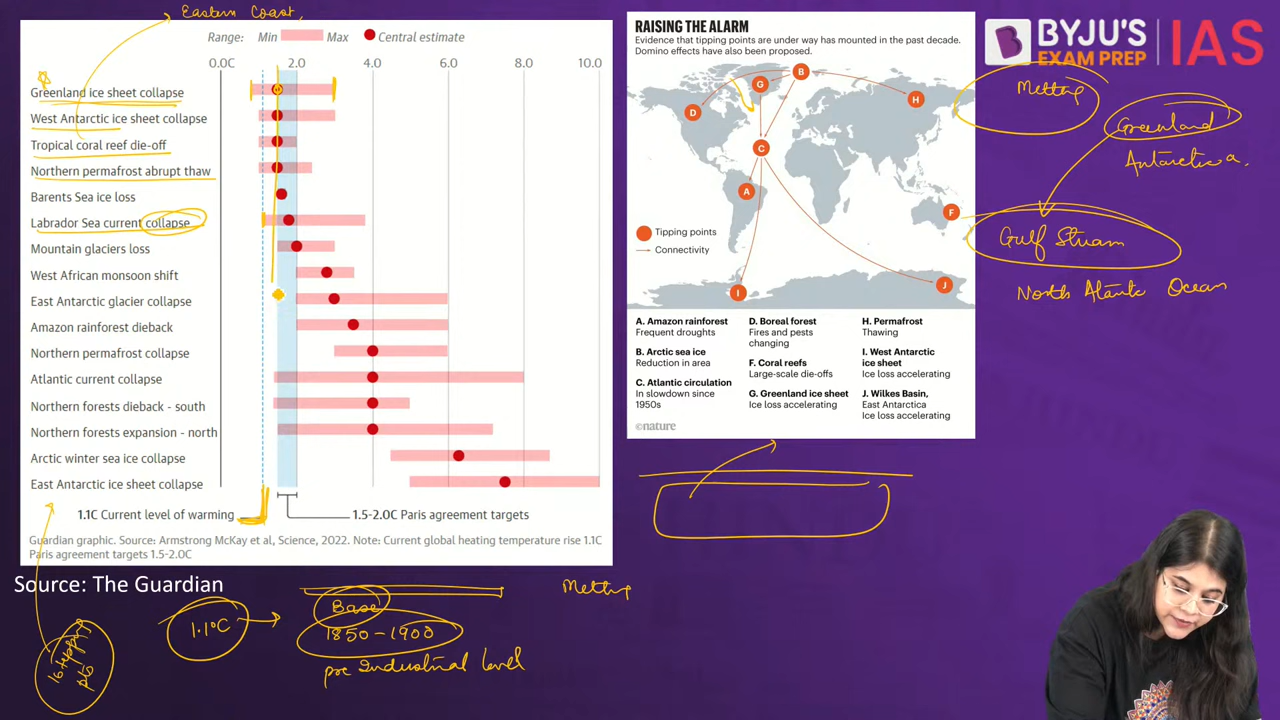 Eastern Coast,
Range: Min Max Central estimate
0.0C 2.0 4.0 6.0 8.0 10.0
Greenland ice sheet collapse
West Antarctic ice sheet collapse
Tropical coral reef die-off
Northern permafrost abrupt thaw
Barents Sea ice loss
Labrador Sea current collapse
Mountain glaciers loss
West African monsoon shift
East Antarctic glacier collapse
Amazon rainforest dieback
Northern permafrost collapse
Atlantic current collapse
Northern forests dieback - south
Northern forests expansion - north
Arctic winter sea ice collapse
East Antarctic ice sheet collapse
1.1C Current level of warming
1.5-2.0C Paris agreement targets
Guardian graphic. Source: Armstrong McKay et al, Science, 2022. Note: Current global heating temperature rise 1.1C
Paris agreement targets 1.5-2.0C
Source: The Guardian
16 tipping
pts
1.1°C
Base
1850-1900
pre Industrial level
Melting
RAISING THE ALARM
Evidence that tipping points are under way has mounted in the past decade.
Domino effects have also been proposed.
B
G
H
D
C
A
F
I
J
Tipping points
Connectivity
A. Amazon rainforest
Frequent droughts
B. Arctic sea ice
Reduction in area
C. Atlantic circulation
In slowdown since
1950s
D. Boreal forest
Fires and pests
changing
F. Coral reefs
Large-scale die-offs
G. Greenland ice sheet
Ice loss accelerating
H. Permafrost
Thawing
I. West Antarctic
ice sheet
Ice loss accelerating
J. Wilkes Basin,
East Antarctica
Ice loss accelerating
©nature
BYJU'S
EXAM PREP
IAS
Melting
Greenland
Antarctica.
Gulf Stream
North Atlantic Ocean